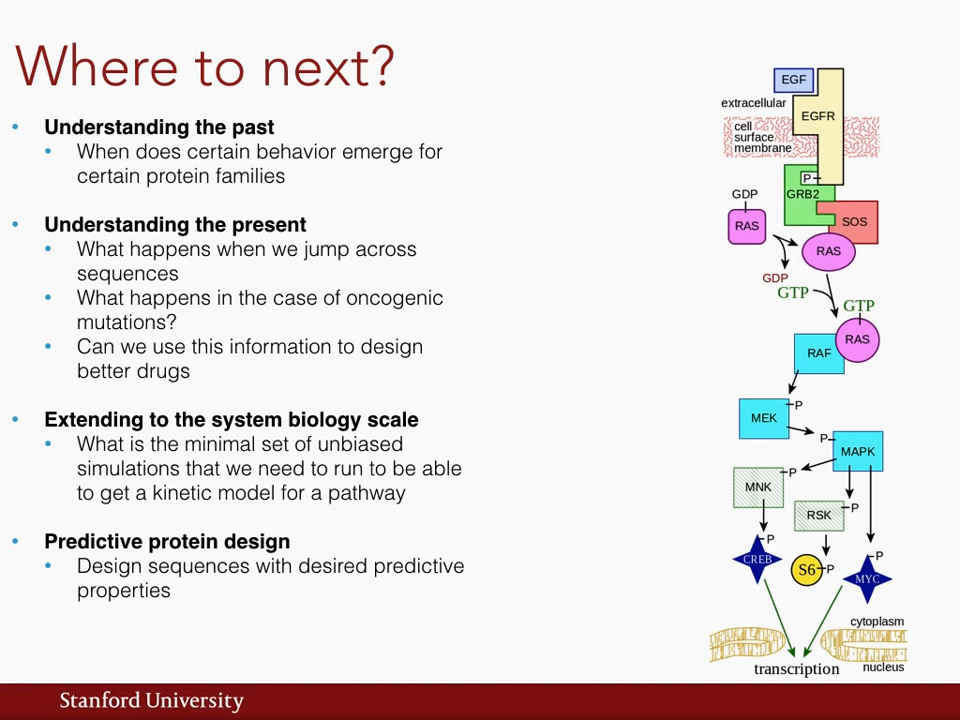 Where to next?
• Understanding the past
• When does certain behavior emerge for
certain protein families
• Understanding the present
• What happens when we jump across
sequences
• What happens in the case of oncogenic
mutations?
• Can we use this information to design
better drugs
• Extending to the system biology scale
• What is the minimal set of unbiased
simulations that we need to run to be able
to get a kinetic model for a pathway
• Predictive protein design
• Design sequences with desired predictive
properties
EGF
extracellular
EGFR
cell
surface
membrane
P
GRB2
GDP
RAS
SOS
RAS
GDP
GTP
GTP
RAS
RAF
P
MEK
P
MAPK
P
MNK
P
RSK
P
CREB
P
S6
P
MYC
cytoplasm
transcription
nucleus
Stanford University